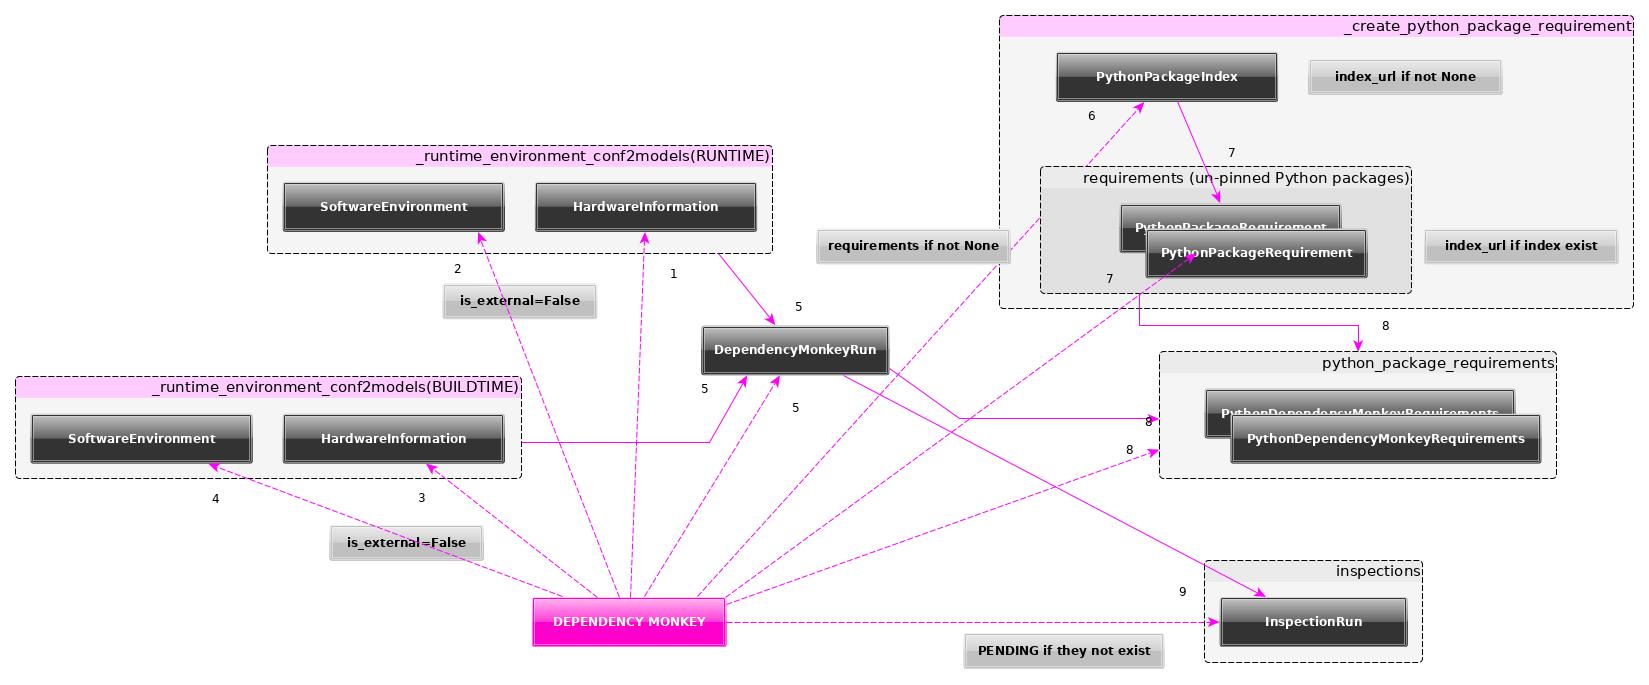 _create_python_package_requirement
PythonPackageIndex
index_url if not None
6
7
_runtime_environment_conf2models(RUNTIME)
SoftwareEnvironment
HardwareInformation
requirements (un-pinned Python packages)
PythonPackageRequirement
PythonPackageRequirement
requirements if not None
index_url if index exist
2
1
7
is_external=False
5
8
DependencyMonkeyRun
python_package_requirements
_runtime_environment_conf2models(BUILDTIME)
5
5
SoftwareEnvironment
HardwareInformation
PythonDependencyMonkeyRequirements
PythonDependencyMonkeyRequirements
8
8
4
3
is_external=False
inspections
9
DEPENDENCY MONKEY
InspectionRun
PENDING if they not exist